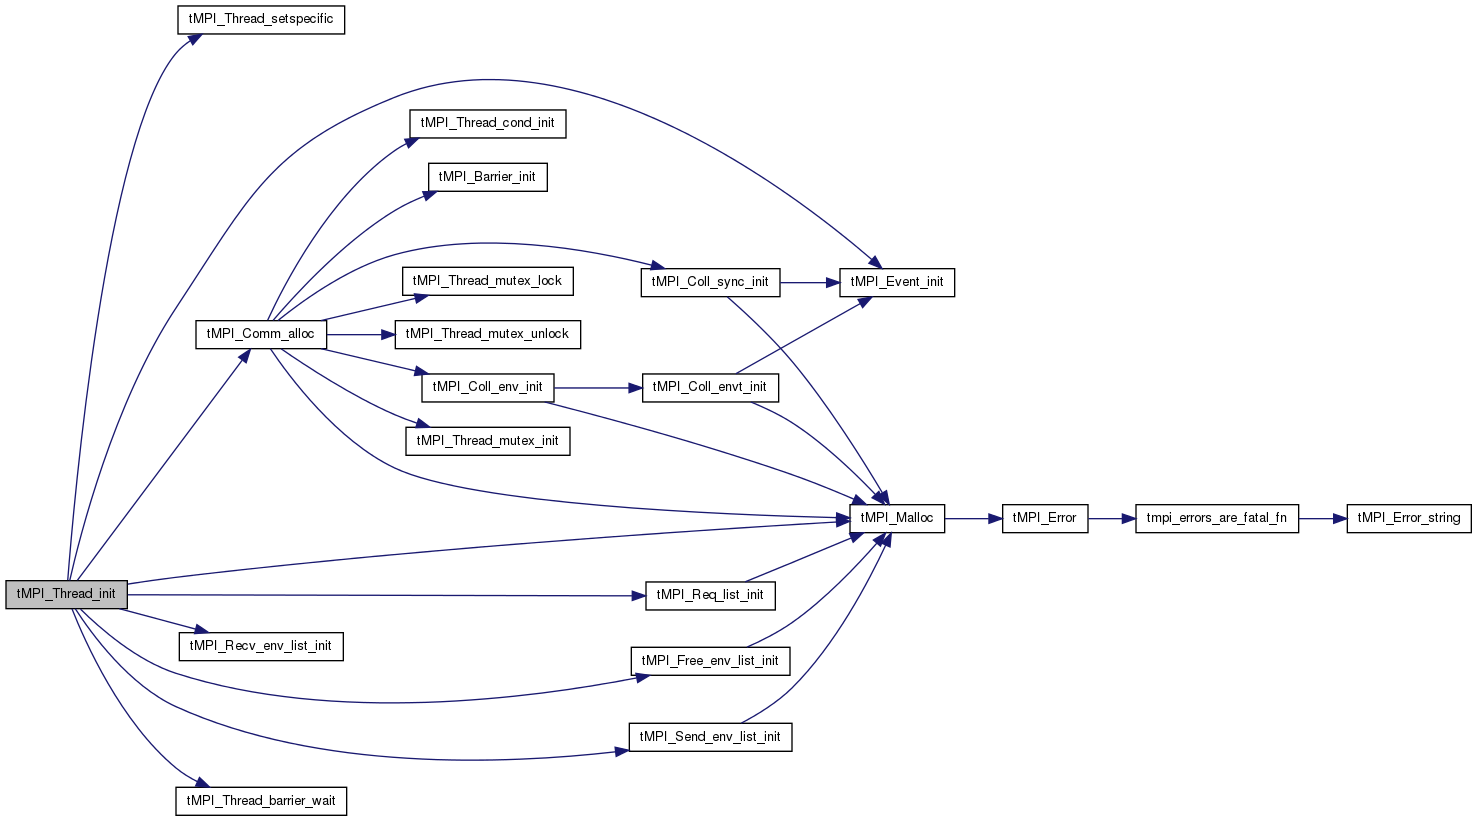 tMPI_Thread_setspecific
tMPI_Thread_cond_init
tMPI_Barrier_init
tMPI_Thread_mutex_lock
tMPI_Coll_sync_init
tMPI_Event_init
tMPI_Comm_alloc
tMPI_Thread_mutex_unlock
tMPI_Coll_env_init
tMPI_Coll_envt_init
tMPI_Thread_mutex_init
tMPI_Malloc
tMPI_Error
tmpi_errors_are_fatal_fn
tMPI_Error_string
tMPI_Thread_init
tMPI_Req_list_init
tMPI_Recv_env_list_init
tMPI_Free_env_list_init
tMPI_Send_env_list_init
tMPI_Thread_barrier_wait